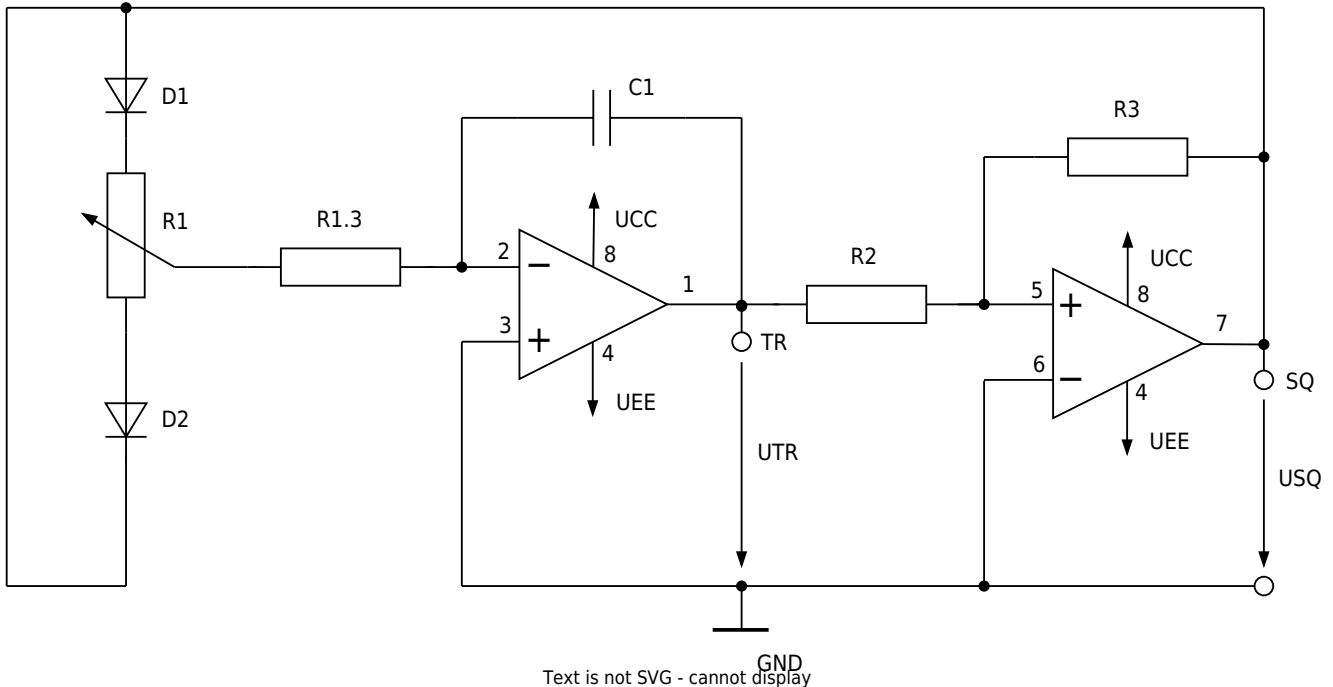 C1
D1
R3
R1
R1.3
UCC
2
8
R2
UCC
1
5
8
3
7
TR
4
6
SQ
UEE
4
D2
UEE
UTR
USQ
GND
Text is not SVG - cannot display